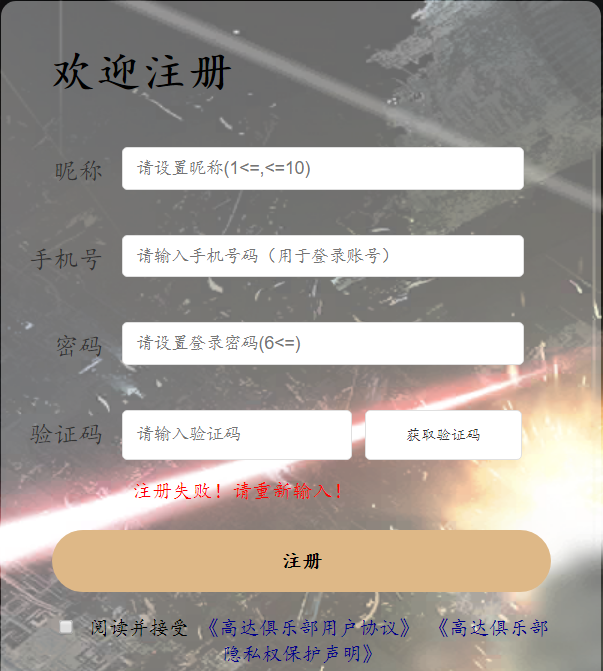 欢迎注册
昵称 请设置昵称(1<=,<=10)
手机号 请输入手机号码（用于登录账号）
密码 请设置登录密码(6<=)
验证码 请输入验证码 获取验证码
注册失败！请重新输入！
注册
阅读并接受 《高达俱乐部用户协议》 《高达俱乐部
隐私权保护声明》